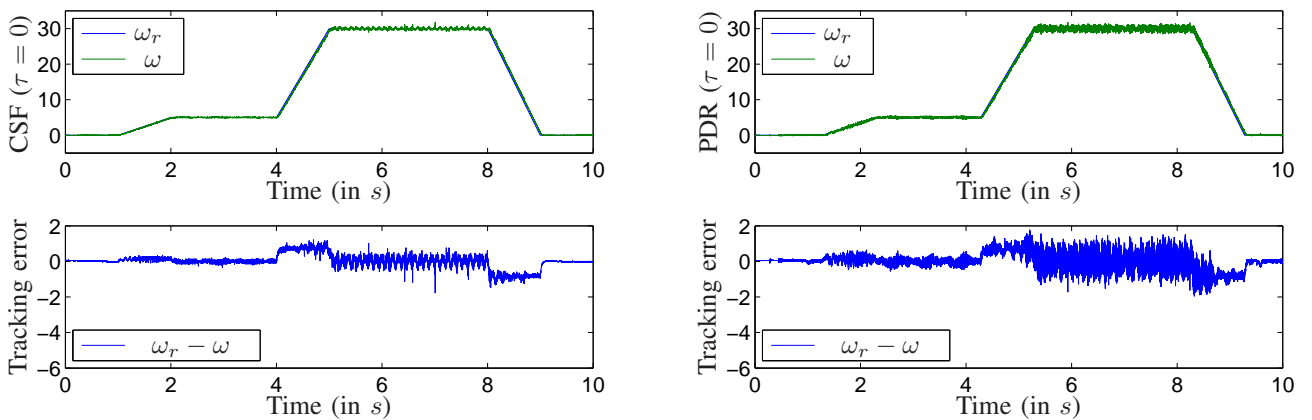 CSF (τ = 0)
30
20
10
0
ω_r
ω
0 2 4 6 8 10
Time (in s)
Tracking error
2
0
−2
−4
−6
ω_r − ω
0 2 4 6 8 10
Time (in s)
PDR (τ = 0)
30
20
10
0
ω_r
ω
0 2 4 6 8 10
Time (in s)
Tracking error
2
0
−2
−4
−6
ω_r − ω
0 2 4 6 8 10
Time (in s)